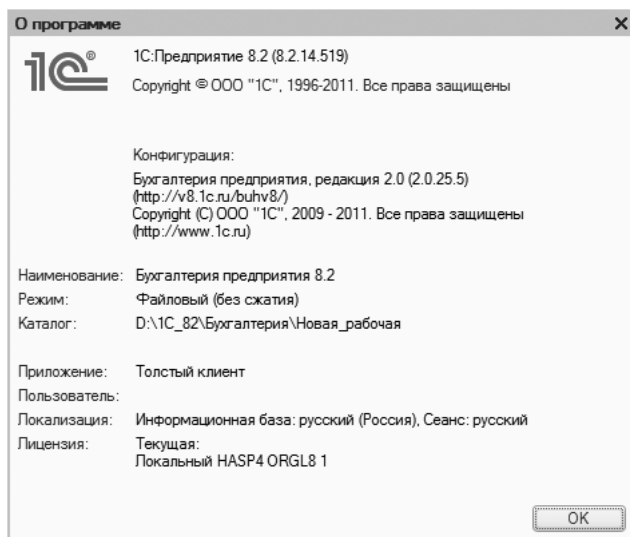 О программе
1С®
1С:Предприятие 8.2 (8.2.14.519)
Copyright © ООО "1С", 1996-2011. Все права защищены
Конфигурация:
Бухгалтерия предприятия, редакция 2.0 (2.0.25.5)
(http://v8.1c.ru/buhv8/)
Copyright (С) ООО "1С", 2009 - 2011. Все права защищены
(http://www.1c.ru)
Наименование: Бухгалтерия предприятия 8.2
Режим: Файловый (без сжатия)
Каталог: D:\1C_82\Бухгалтерия\Новая_рабочая
Приложение: Толстый клиент
Пользователь:
Локализация: Информационная база: русский (Россия), Сеанс: русский
Лицензия: Текущая:
Локальный HASP4 ORGL8 1
OK